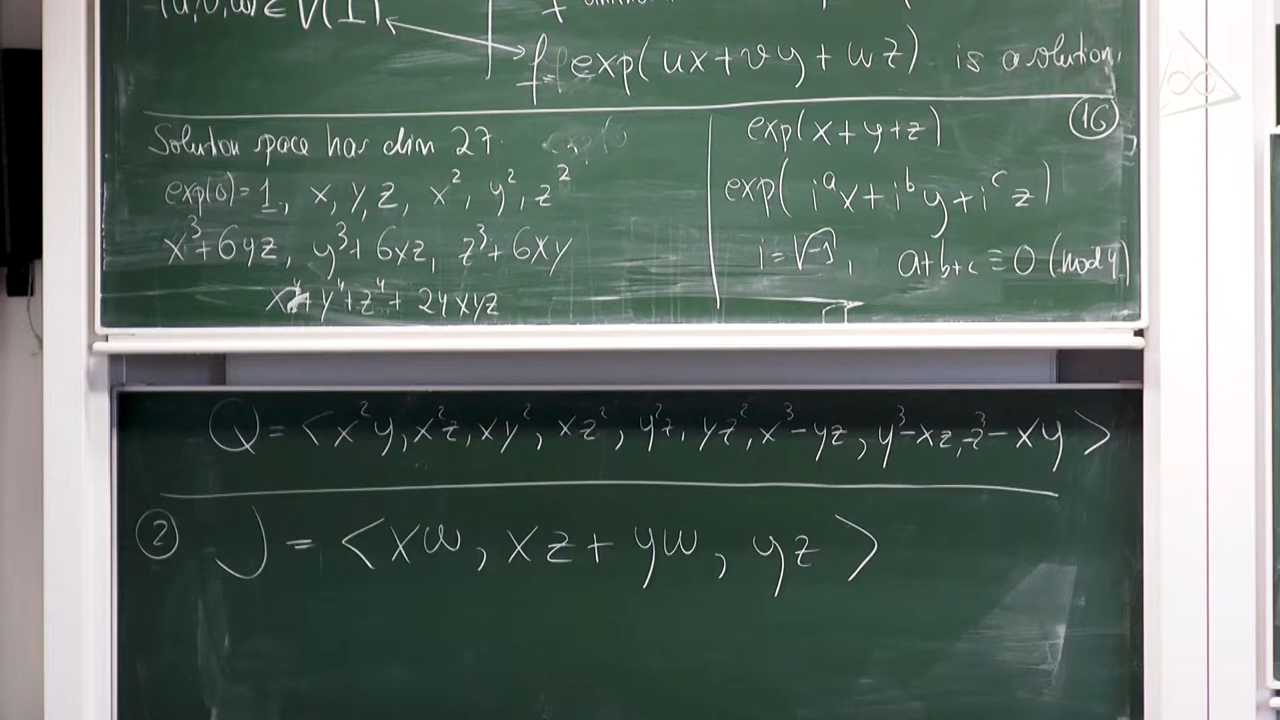 (u,v,w) ∈ V(I)
f = exp(ux+vy+wz) is a solution.
Solution space has dim 27.
exp(0)=1, x, y, z, x², y², z²
x³+6yz, y³+6xz, z³+6xy
x⁴+y⁴+z⁴+24xyz
16
exp(x+y+z)
exp(iᵃx+iᵇy+iᶜz)
i=√-1, a+b+c ≡ 0 (mod 4)
Q = <x²y, x²z, xy², xz², y²z, yz², x³-yz, y³-xz, z³-xy>
2 J = <xw, xz+yw, yz>